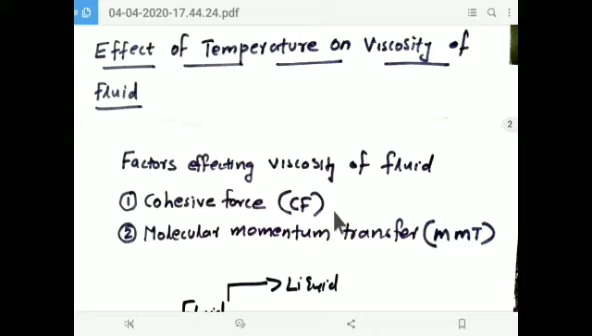 04-04-2020-17.44.24.pdf
Effect of Temperature on Viscosity of
fluid
2
Factors effecting viscosity of fluid
① Cohesive force (CF)
② Molecular momentum transfer (MMT)
Liquid
Fluid